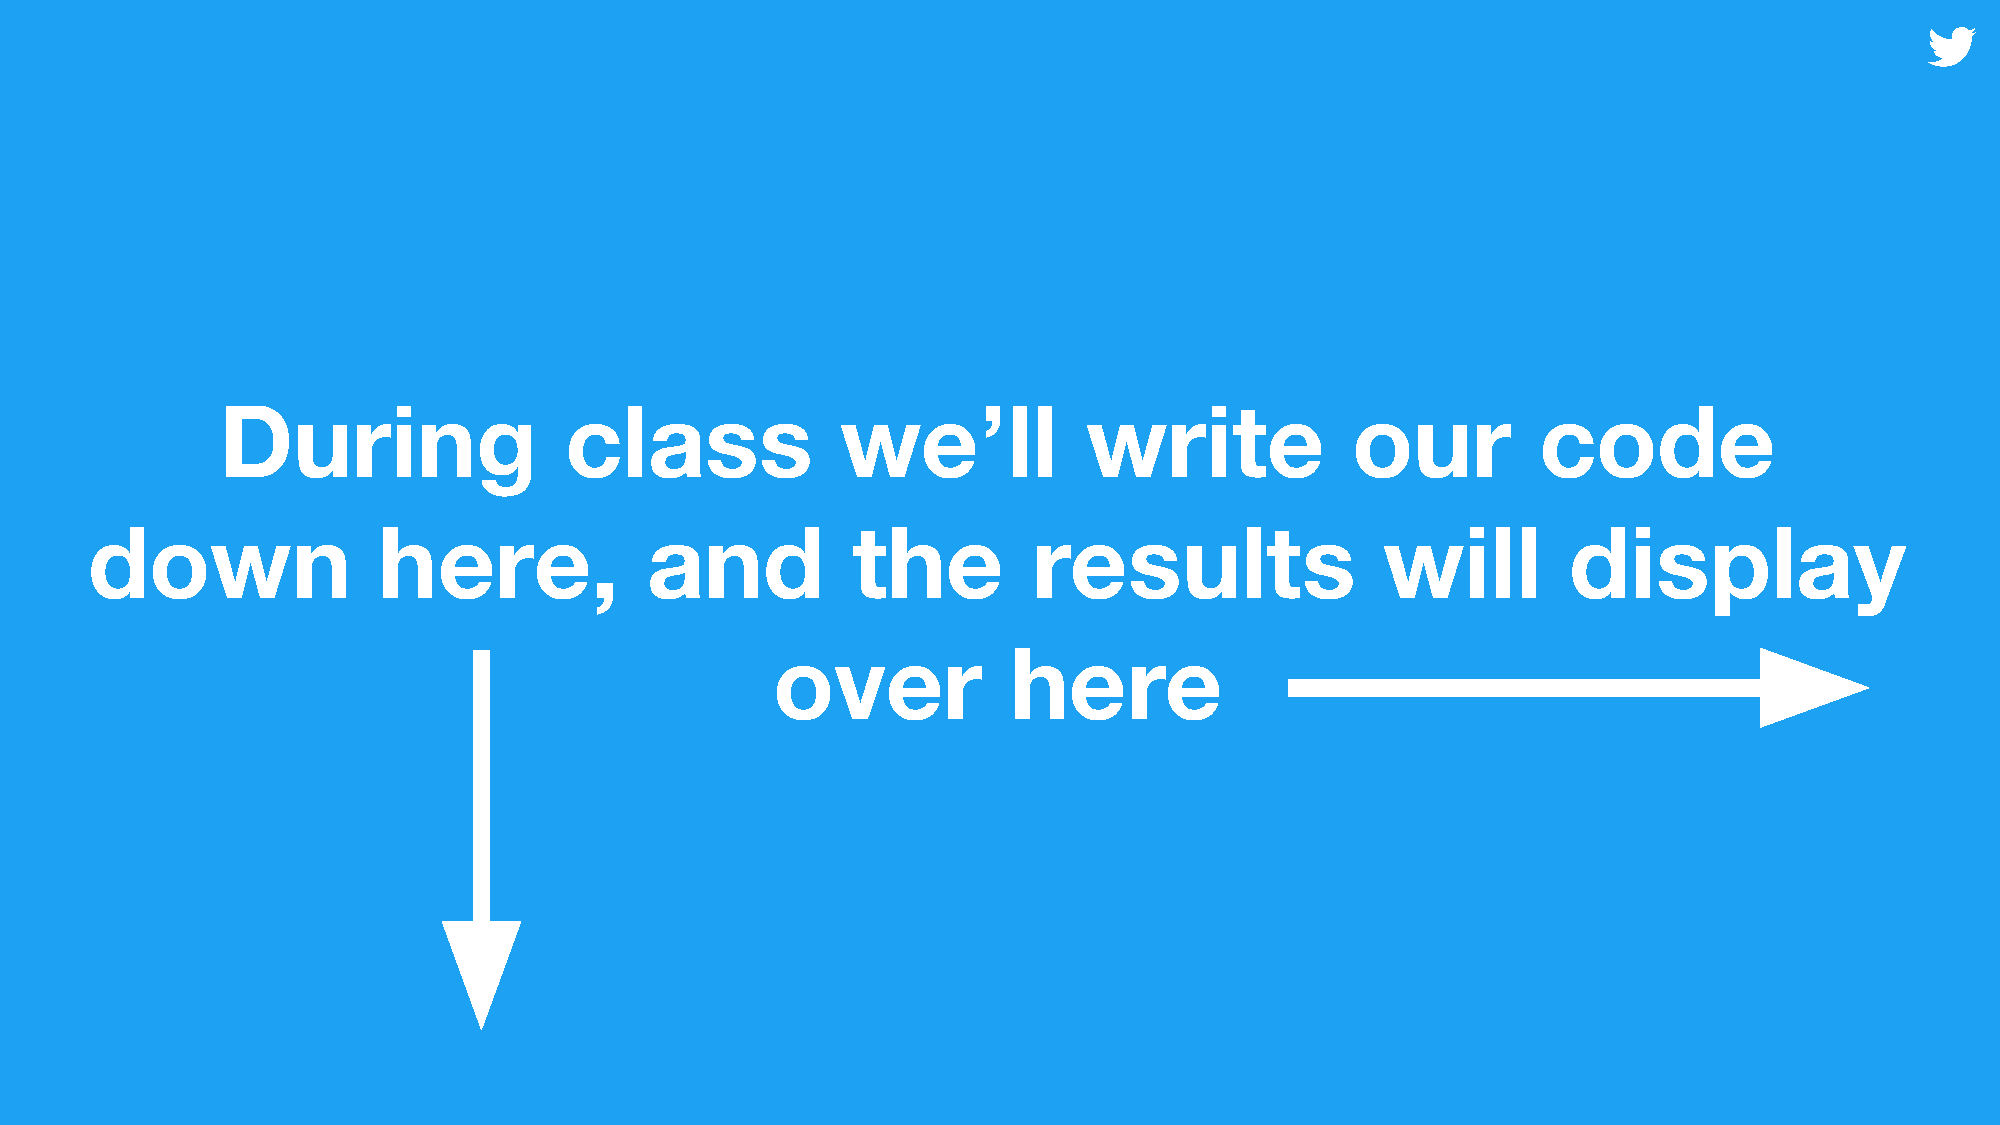 During class we’ll write our code
down here, and the results will display
over here